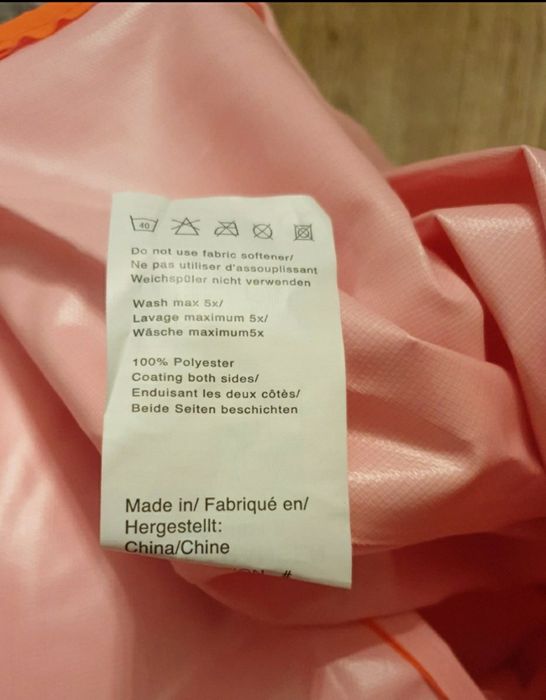 40
Do not use fabric softener/
Ne pas utiliser d'assouplissant
Weichspüler nicht verwenden
Wash max 5x/
Lavage maximum 5x/
Wäsche maximum5x
100% Polyester
Coating both sides/
Enduisant les deux côtès/
Beide Seiten beschichten
Made in/ Fabriqué en/
Hergestellt:
China/Chine
#